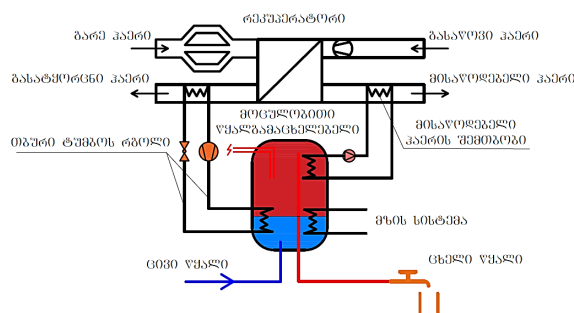 რეკუპერატორი
გარე ჰაერი
გასაწოვი ჰაერი
გასატყორცნი ჰაერი
მისაწოდებელი ჰაერი
მოცულობითი
წყალგამაცხელებელი
მისაწოდებელი
ჰაერის შემთბობი
თბური ტუმბოს რგოლი
მზის სისტემა
ცივი წყალი
ცხელი წყალი